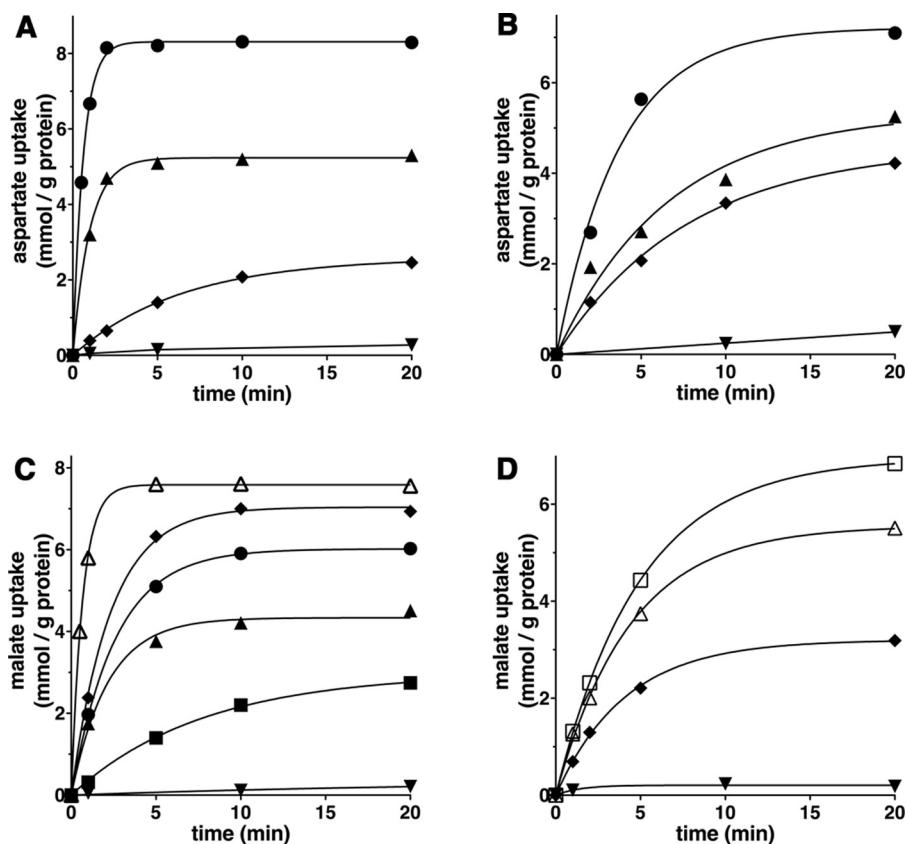 A
aspartate uptake
(mmol / g protein)
8
6
4
2
0
0 5 10 15 20
time (min)
B
aspartate uptake
(mmol / g protein)
6
4
2
0
0 5 10 15 20
time (min)
C
malate uptake
(mmol / g protein)
8
6
4
2
0
0 5 10 15 20
time (min)
D
malate uptake
(mmol / g protein)
6
4
2
0
0 5 10 15 20
time (min)